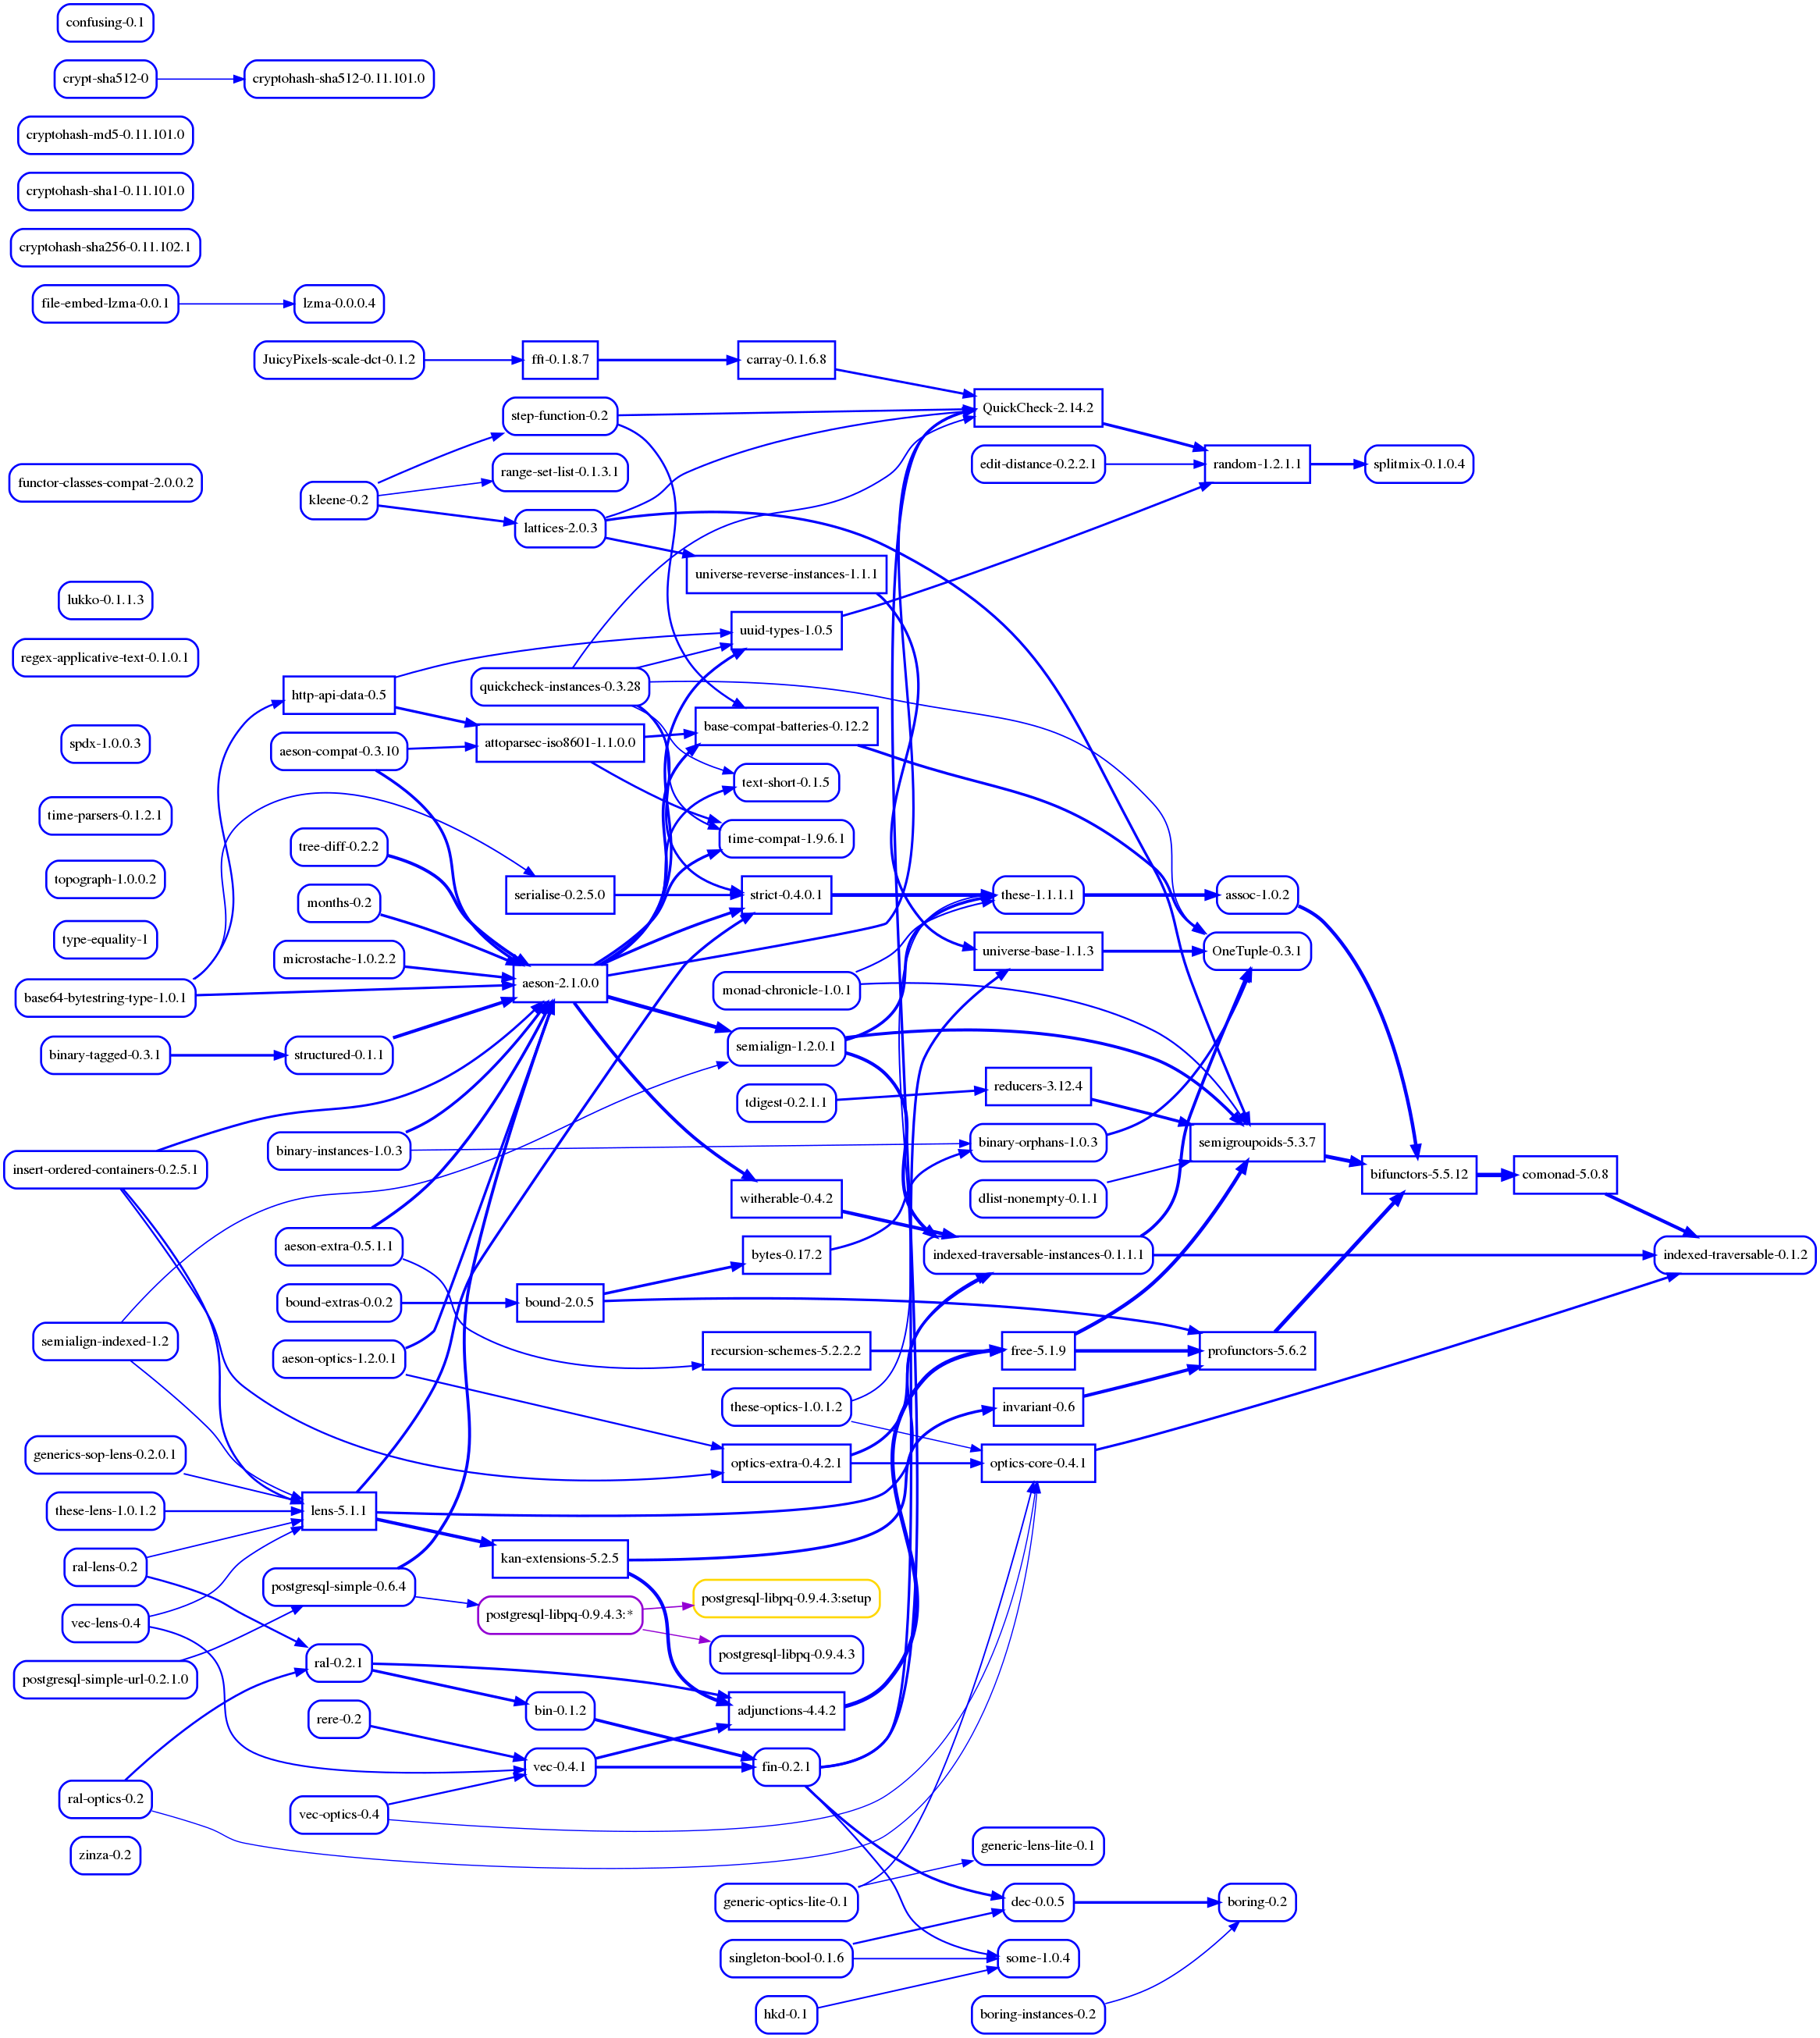 confusing-0.1
crypt-sha512-0
cryptohash-sha512-0.11.101.0
cryptohash-md5-0.11.101.0
cryptohash-sha1-0.11.101.0
cryptohash-sha256-0.11.102.1
file-embed-lzma-0.0.1
lzma-0.0.0.4
JuicyPixels-scale-dct-0.1.2
fft-0.1.8.7
carray-0.1.6.8
QuickCheck-2.14.2
step-function-0.2
edit-distance-0.2.2.1
random-1.2.1.1
splitmix-0.1.0.4
range-set-list-0.1.3.1
functor-classes-compat-2.0.0.2
kleene-0.2
lattices-2.0.3
universe-reverse-instances-1.1.1
lukko-0.1.1.3
uuid-types-1.0.5
regex-applicative-text-0.1.0.1
quickcheck-instances-0.3.28
http-api-data-0.5
base-compat-batteries-0.12.2
attoparsec-iso8601-1.1.0.0
spdx-1.0.0.3
aeson-compat-0.3.10
text-short-0.1.5
time-parsers-0.1.2.1
time-compat-1.9.6.1
tree-diff-0.2.2
topograph-1.0.0.2
serialise-0.2.5.0
strict-0.4.0.1
these-1.1.1.1
assoc-1.0.2
months-0.2
type-equality-1
universe-base-1.1.3
OneTuple-0.3.1
microstache-1.0.2.2
aeson-2.1.0.0
monad-chronicle-1.0.1
base64-bytestring-type-1.0.1
semialign-1.2.0.1
binary-tagged-0.3.1
structured-0.1.1
reducers-3.12.4
tdigest-0.2.1.1
binary-orphans-1.0.3
semigroupoids-5.3.7
binary-instances-1.0.3
insert-ordered-containers-0.2.5.1
bifunctors-5.5.12
comonad-5.0.8
witherable-0.4.2
dlist-nonempty-0.1.1
aeson-extra-0.5.1.1
bytes-0.17.2
indexed-traversable-instances-0.1.1.1
indexed-traversable-0.1.2
bound-extras-0.0.2
bound-2.0.5
semialign-indexed-1.2
aeson-optics-1.2.0.1
recursion-schemes-5.2.2.2
free-5.1.9
profunctors-5.6.2
these-optics-1.0.1.2
invariant-0.6
generics-sop-lens-0.2.0.1
optics-extra-0.4.2.1
optics-core-0.4.1
these-lens-1.0.1.2
lens-5.1.1
kan-extensions-5.2.5
ral-lens-0.2
postgresql-simple-0.6.4
postgresql-libpq-0.9.4.3:*
postgresql-libpq-0.9.4.3:setup
vec-lens-0.4
postgresql-libpq-0.9.4.3
ral-0.2.1
postgresql-simple-url-0.2.1.0
bin-0.1.2
adjunctions-4.4.2
rere-0.2
vec-0.4.1
fin-0.2.1
ral-optics-0.2
vec-optics-0.4
zinza-0.2
generic-lens-lite-0.1
generic-optics-lite-0.1
dec-0.0.5
boring-0.2
singleton-bool-0.1.6
some-1.0.4
hkd-0.1
boring-instances-0.2